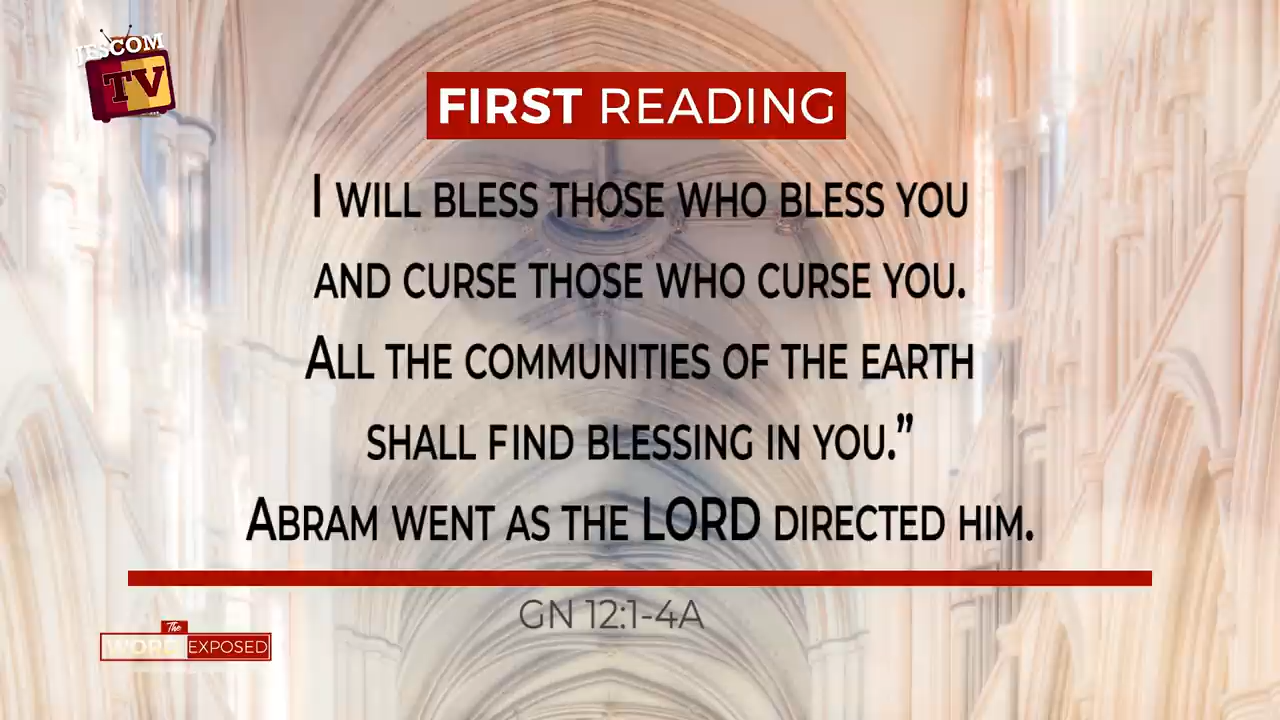 JESCOM
TV
FIRST READING
I WILL BLESS THOSE WHO BLESS YOU
AND CURSE THOSE WHO CURSE YOU.
ALL THE COMMUNITIES OF THE EARTH
SHALL FIND BLESSING IN YOU.”
ABRAM WENT AS THE LORD DIRECTED HIM.
GN 12:1-4A
The
WORD EXPOSED